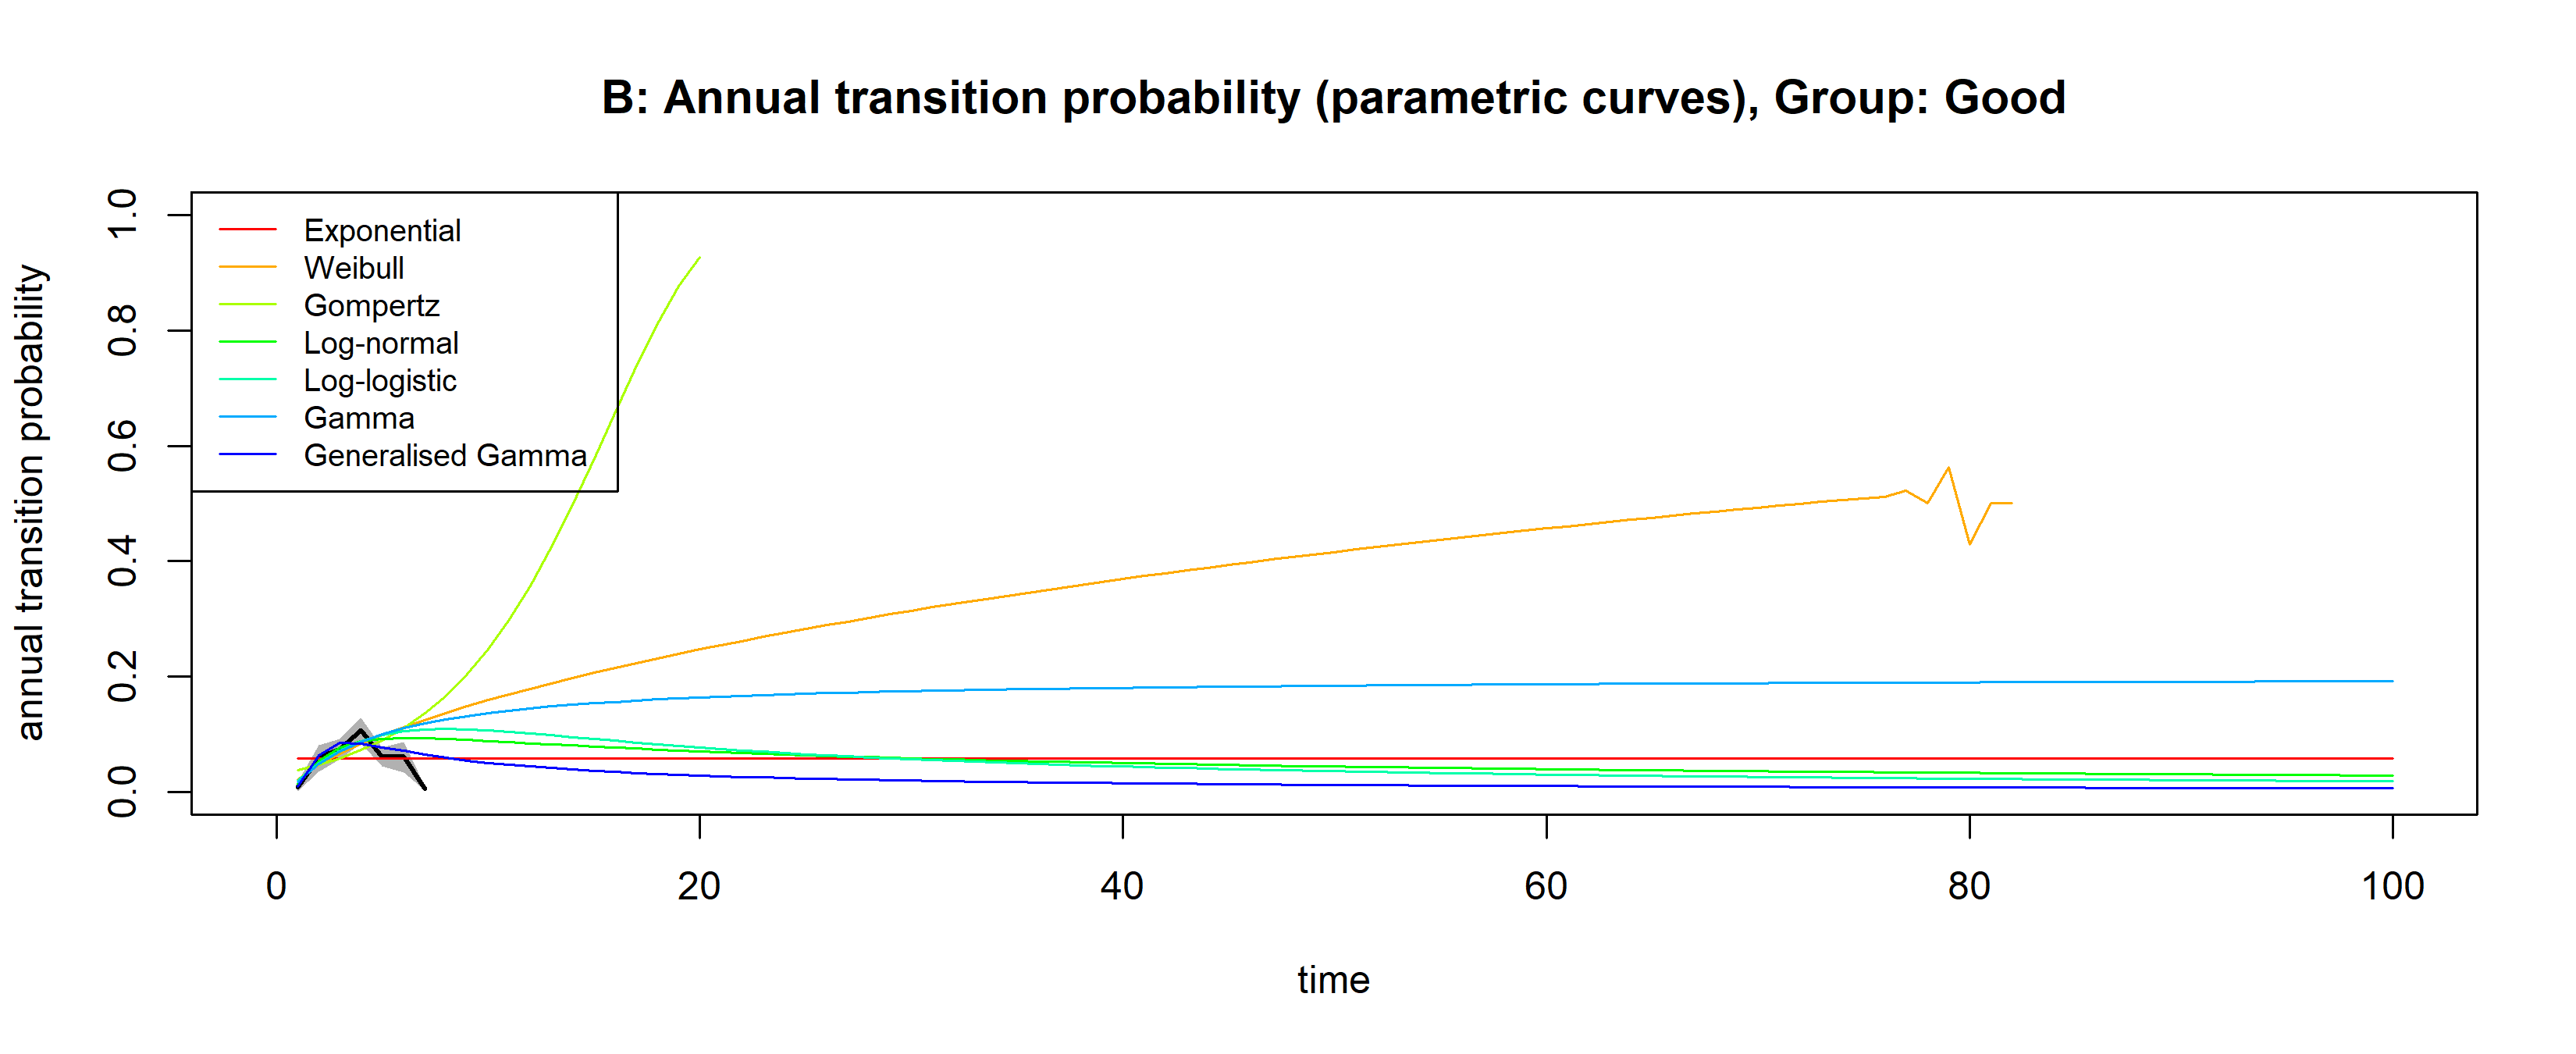 B: Annual transition probability (parametric curves), Group: Good
annual transition probability
1.0
0.8
0.6
0.4
0.2
0.0
Exponential
Weibull
Gompertz
Log-normal
Log-logistic
Gamma
Generalised Gamma
0 20 40 60 80 100
time